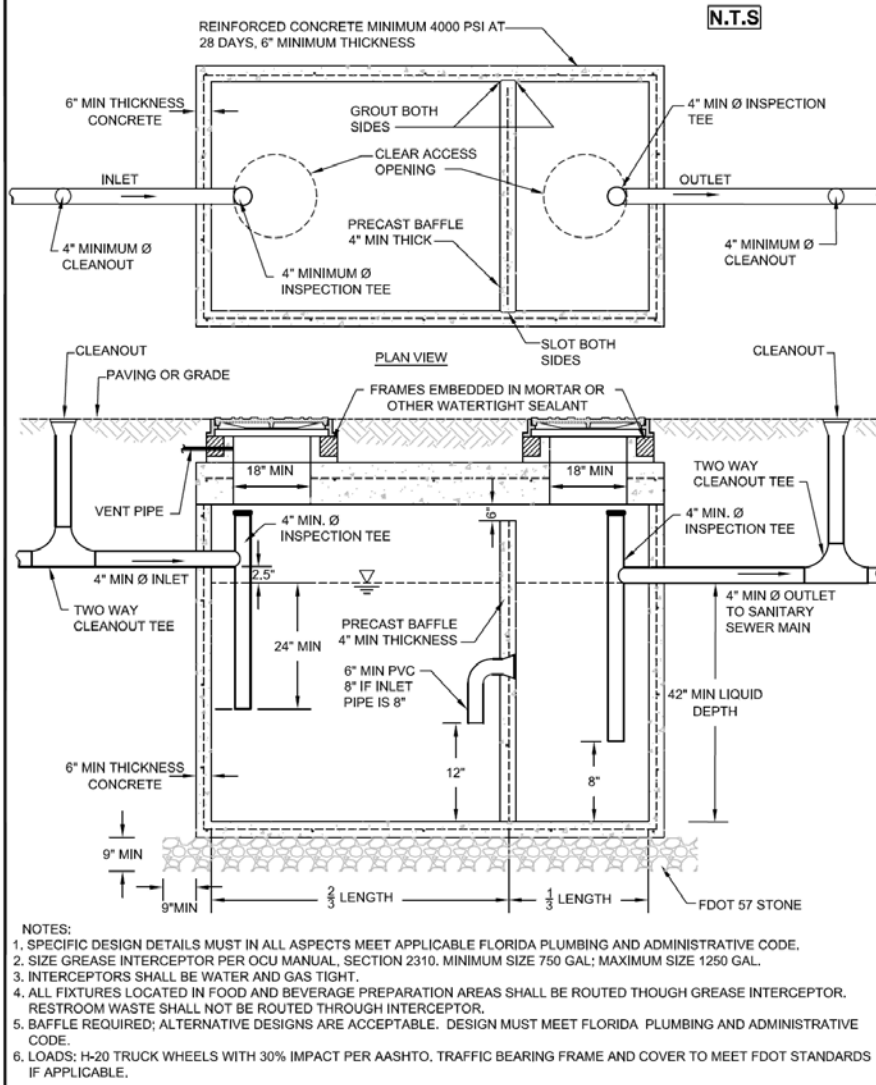 N.T.S
REINFORCED CONCRETE MINIMUM 4000 PSI AT
28 DAYS, 6" MINIMUM THICKNESS
6" MIN THICKNESS
CONCRETE
GROUT BOTH
SIDES
4" MIN Ø INSPECTION
TEE
CLEAR ACCESS
OPENING
INLET
OUTLET
PRECAST BAFFLE
4" MIN THICK
4" MINIMUM Ø
CLEANOUT
4" MINIMUM Ø
INSPECTION TEE
4" MINIMUM Ø
CLEANOUT
SLOT BOTH
SIDES
PLAN VIEW
CLEANOUT
CLEANOUT
PAVING OR GRADE
FRAMES EMBEDDED IN MORTAR OR
OTHER WATERTIGHT SEALANT
18" MIN
18" MIN
TWO WAY
CLEANOUT TEE
VENT PIPE
4" MIN. Ø
INSPECTION TEE
6"
4" MIN. Ø
INSPECTION TEE
4" MIN Ø INLET
2.5"
4" MIN Ø OUTLET
TO SANITARY
SEWER MAIN
TWO WAY
CLEANOUT TEE
PRECAST BAFFLE
4" MIN THICKNESS
24" MIN
6" MIN PVC
8" IF INLET
PIPE IS 8"
42" MIN LIQUID
DEPTH
6" MIN THICKNESS
CONCRETE
12"
8"
9" MIN
9"MIN
2/3 LENGTH
1/3 LENGTH
FDOT 57 STONE
NOTES:
1. SPECIFIC DESIGN DETAILS MUST IN ALL ASPECTS MEET APPLICABLE FLORIDA PLUMBING AND ADMINISTRATIVE CODE.
2. SIZE GREASE INTERCEPTOR PER OCU MANUAL, SECTION 2310. MINIMUM SIZE 750 GAL; MAXIMUM SIZE 1250 GAL.
3. INTERCEPTORS SHALL BE WATER AND GAS TIGHT.
4. ALL FIXTURES LOCATED IN FOOD AND BEVERAGE PREPARATION AREAS SHALL BE ROUTED THOUGH GREASE INTERCEPTOR.
RESTROOM WASTE SHALL NOT BE ROUTED THROUGH INTERCEPTOR.
5. BAFFLE REQUIRED; ALTERNATIVE DESIGNS ARE ACCEPTABLE. DESIGN MUST MEET FLORIDA PLUMBING AND ADMINISTRATIVE
CODE.
6. LOADS: H-20 TRUCK WHEELS WITH 30% IMPACT PER AASHTO. TRAFFIC BEARING FRAME AND COVER TO MEET FDOT STANDARDS
IF APPLICABLE.